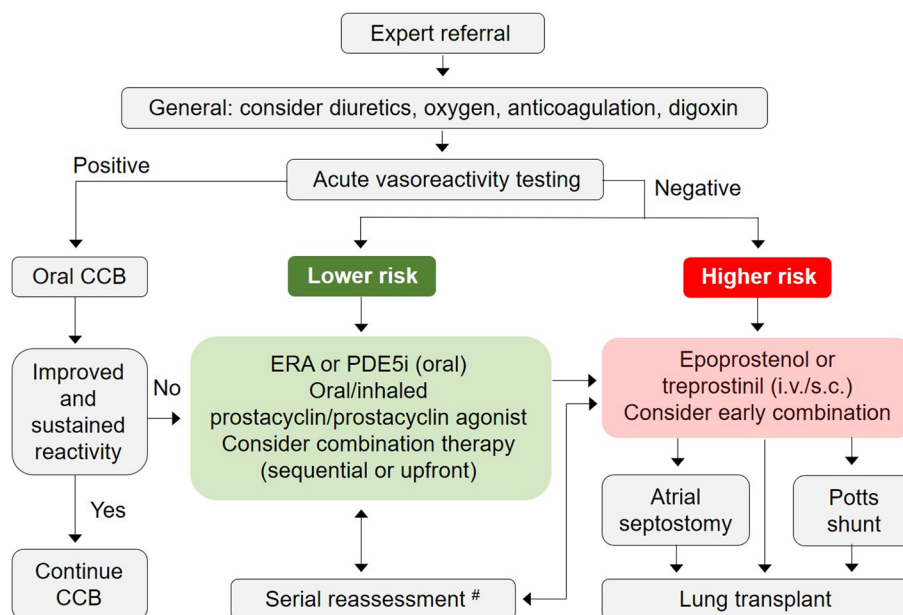 Expert referral
General: consider diuretics, oxygen, anticoagulation, digoxin
Positive
Acute vasoreactivity testing
Negative
Oral CCB
Lower risk
Higher risk
Improved
and
sustained
reactivity
No
ERA or PDE5i (oral)
Oral/inhaled
prostacyclin/prostacyclin agonist
Consider combination therapy
(sequential or upfront)
Epoprostenol or
treprostinil (i.v./s.c.)
Consider early combination
Yes
Atrial
septostomy
Potts
shunt
Continue
CCB
Serial reassessment #
Lung transplant